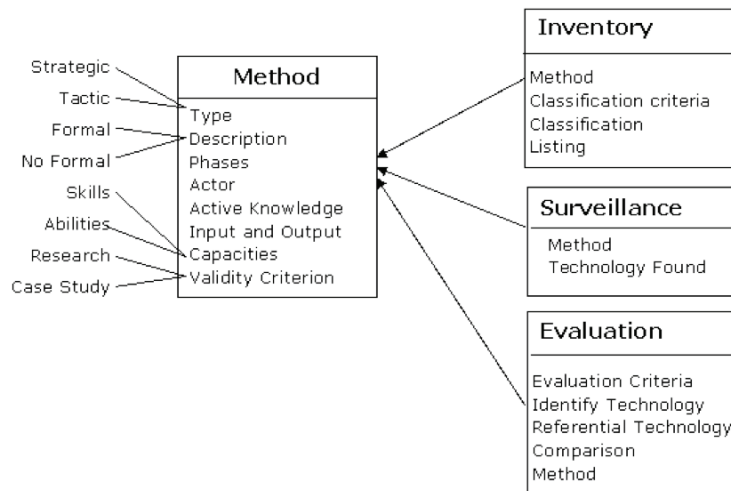 Strategic
Tactic
Formal
No Formal
Skills
Abilities
Research
Case Study
Method
Type
Description
Phases
Actor
Active Knowledge
Input and Output
Capacities
Validity Criterion
Inventory
Method
Classification criteria
Classification
Listing
Surveillance
Method
Technology Found
Evaluation
Evaluation Criteria
Identify Technology
Referential Technology
Comparison
Method